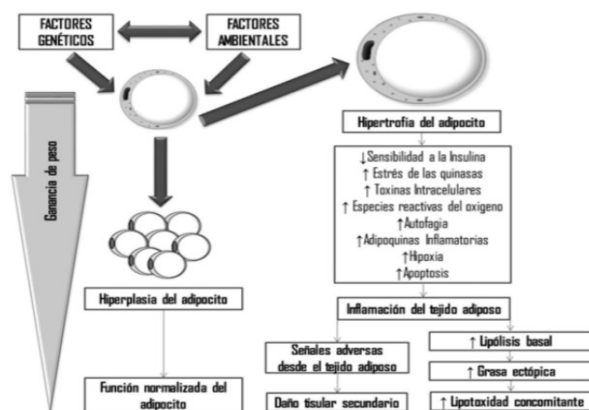 FACTORES
GENÉTICOS
FACTORES
AMBIENTALES
Ganancia de peso
Hipertrofia del adipocito
↓Sensibilidad a la Insulina
↑ Estrés de las quinasas
↑ Toxinas Intracelulares
↑ Especies reactivas del oxigeno
↑Autofagia
↑Adipoquinas Inflamatorias
↑Hipoxia
↑Apoptosis
Hiperplasia del adipocito
Inflamación del tejido adiposo
Señales adversas
desde el tejido adiposo
↑ Lipólisis basal
↑ Grasa ectópica
Función normalizada del
adipocito
Daño tisular secundario
↑ Lipotoxidad concomitante